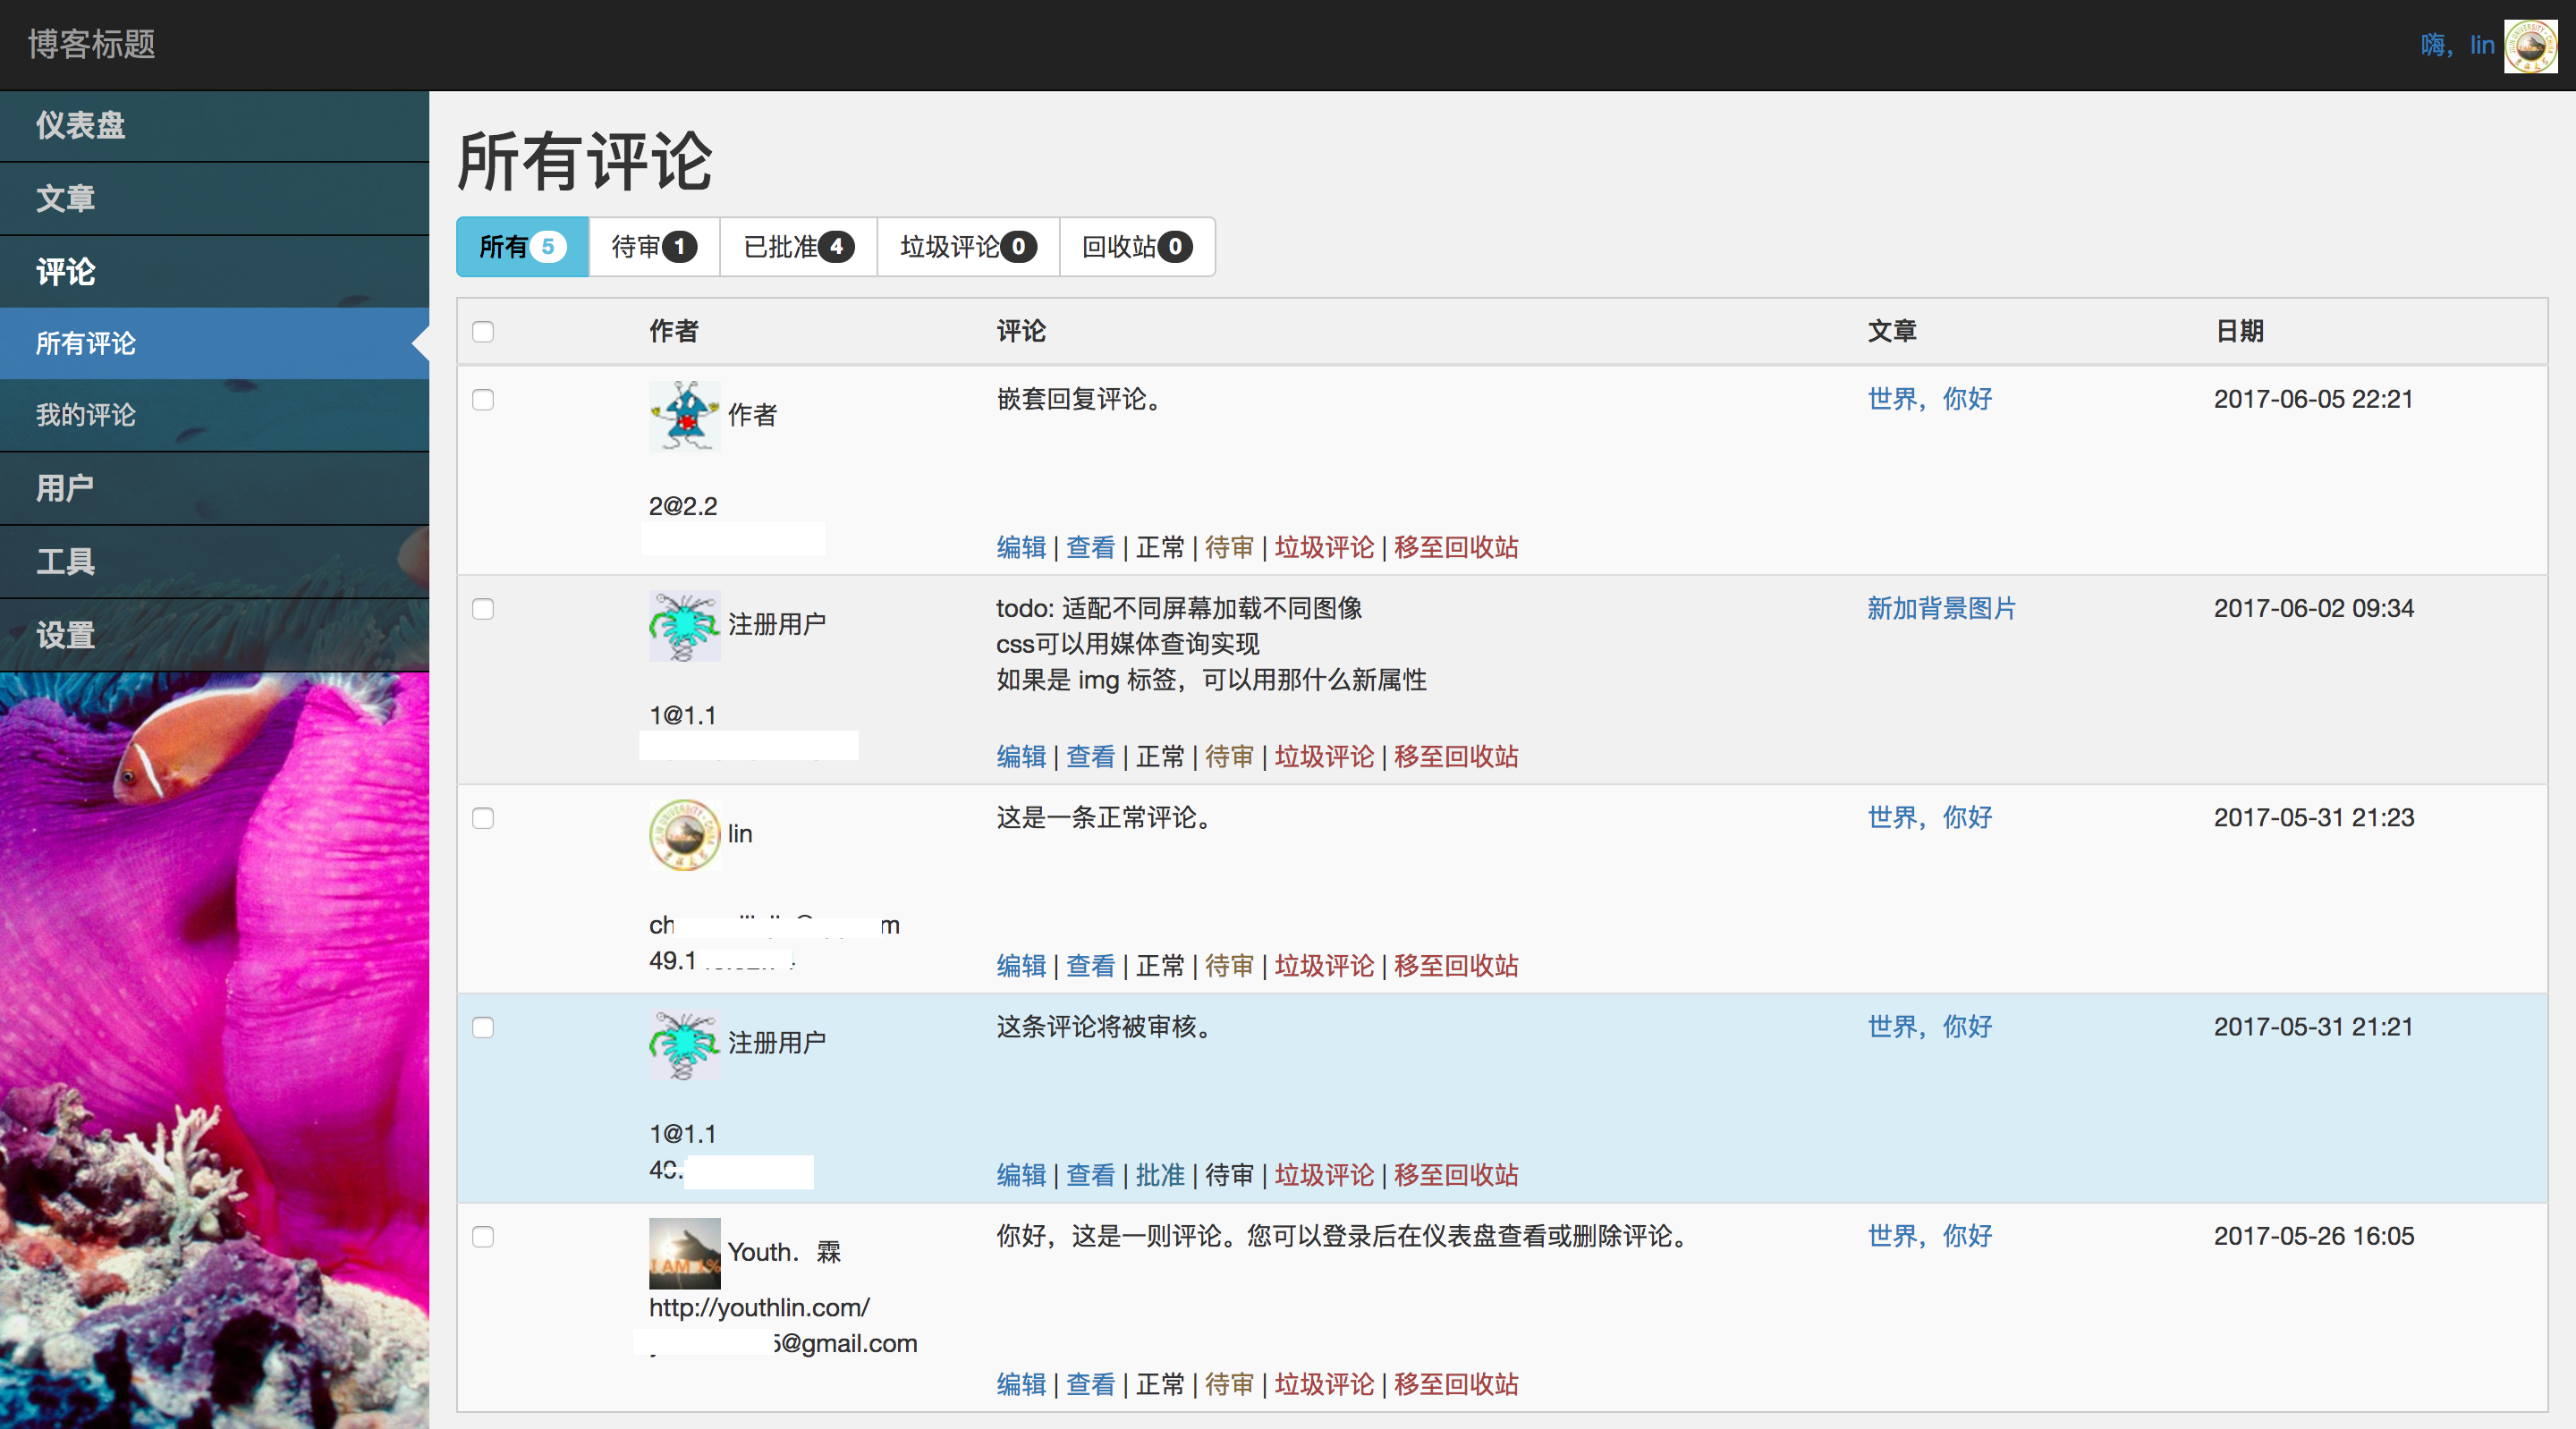 博客标题
嗨，lin
仪表盘
文章
评论
所有评论
我的评论
用户
工具
设置
所有评论
所有 5 待审 1 已批准 4 垃圾评论 0 回收站 0
作者 评论 文章 日期
作者 嵌套回复评论。 世界，你好 2017-06-05 22:21
2@2.2
编辑 | 查看 | 正常 | 待审 | 垃圾评论 | 移至回收站
注册用户 todo: 适配不同屏幕加载不同图像 新加背景图片 2017-06-02 09:34
css可以用媒体查询实现
如果是 img 标签，可以用那什么新属性
1@1.1
编辑 | 查看 | 正常 | 待审 | 垃圾评论 | 移至回收站
lin 这是一条正常评论。 世界，你好 2017-05-31 21:23
ch m
49.1
编辑 | 查看 | 正常 | 待审 | 垃圾评论 | 移至回收站
注册用户 这条评论将被审核。 世界，你好 2017-05-31 21:21
1@1.1
49.
编辑 | 查看 | 批准 | 待审 | 垃圾评论 | 移至回收站
Youth．霖 你好，这是一则评论。您可以登录后在仪表盘查看或删除评论。 世界，你好 2017-05-26 16:05
http://youthlin.com/
5@gmail.com
编辑 | 查看 | 正常 | 待审 | 垃圾评论 | 移至回收站
I AM 1%